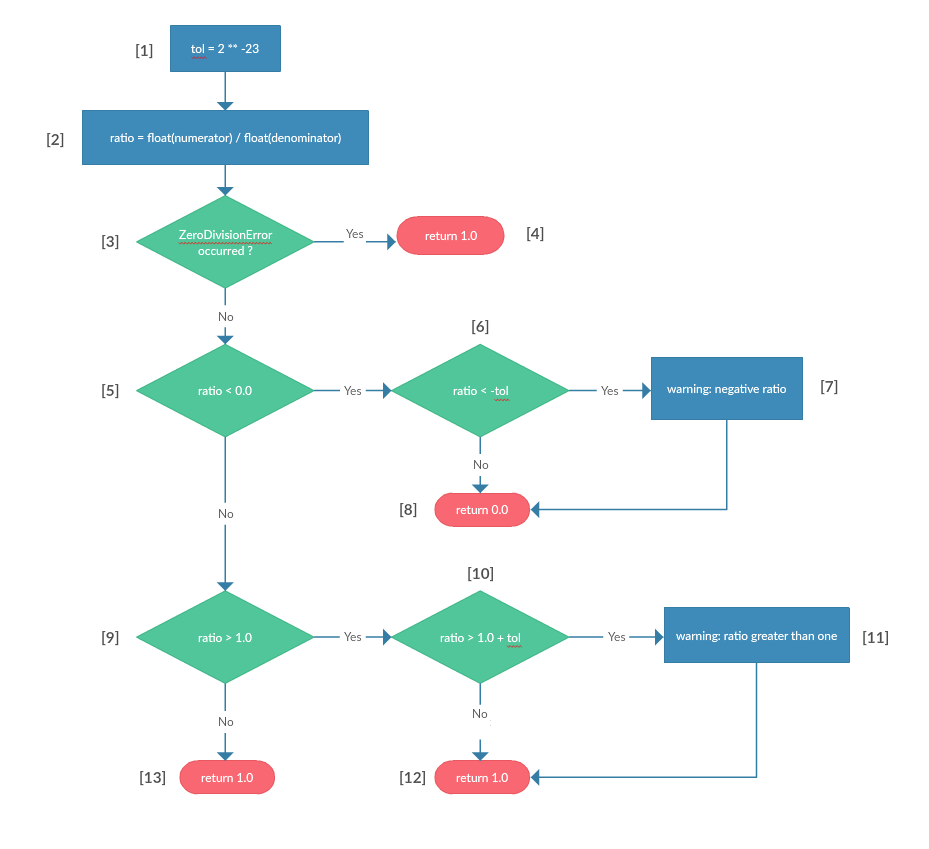 [1]
tol = 2 ** -23
[2]
ratio = float(numerator) / float(denominator)
[3]
ZeroDivisionError
occurred ?
Yes
return 1.0
[4]
No
[5]
ratio < 0.0
Yes
[6]
ratio < -tol
Yes
warning: negative ratio
[7]
No
[8]
return 0.0
No
[9]
ratio > 1.0
Yes
[10]
ratio > 1.0 + tol
Yes
warning: ratio greater than one
[11]
No
[13]
return 1.0
No
[12]
return 1.0